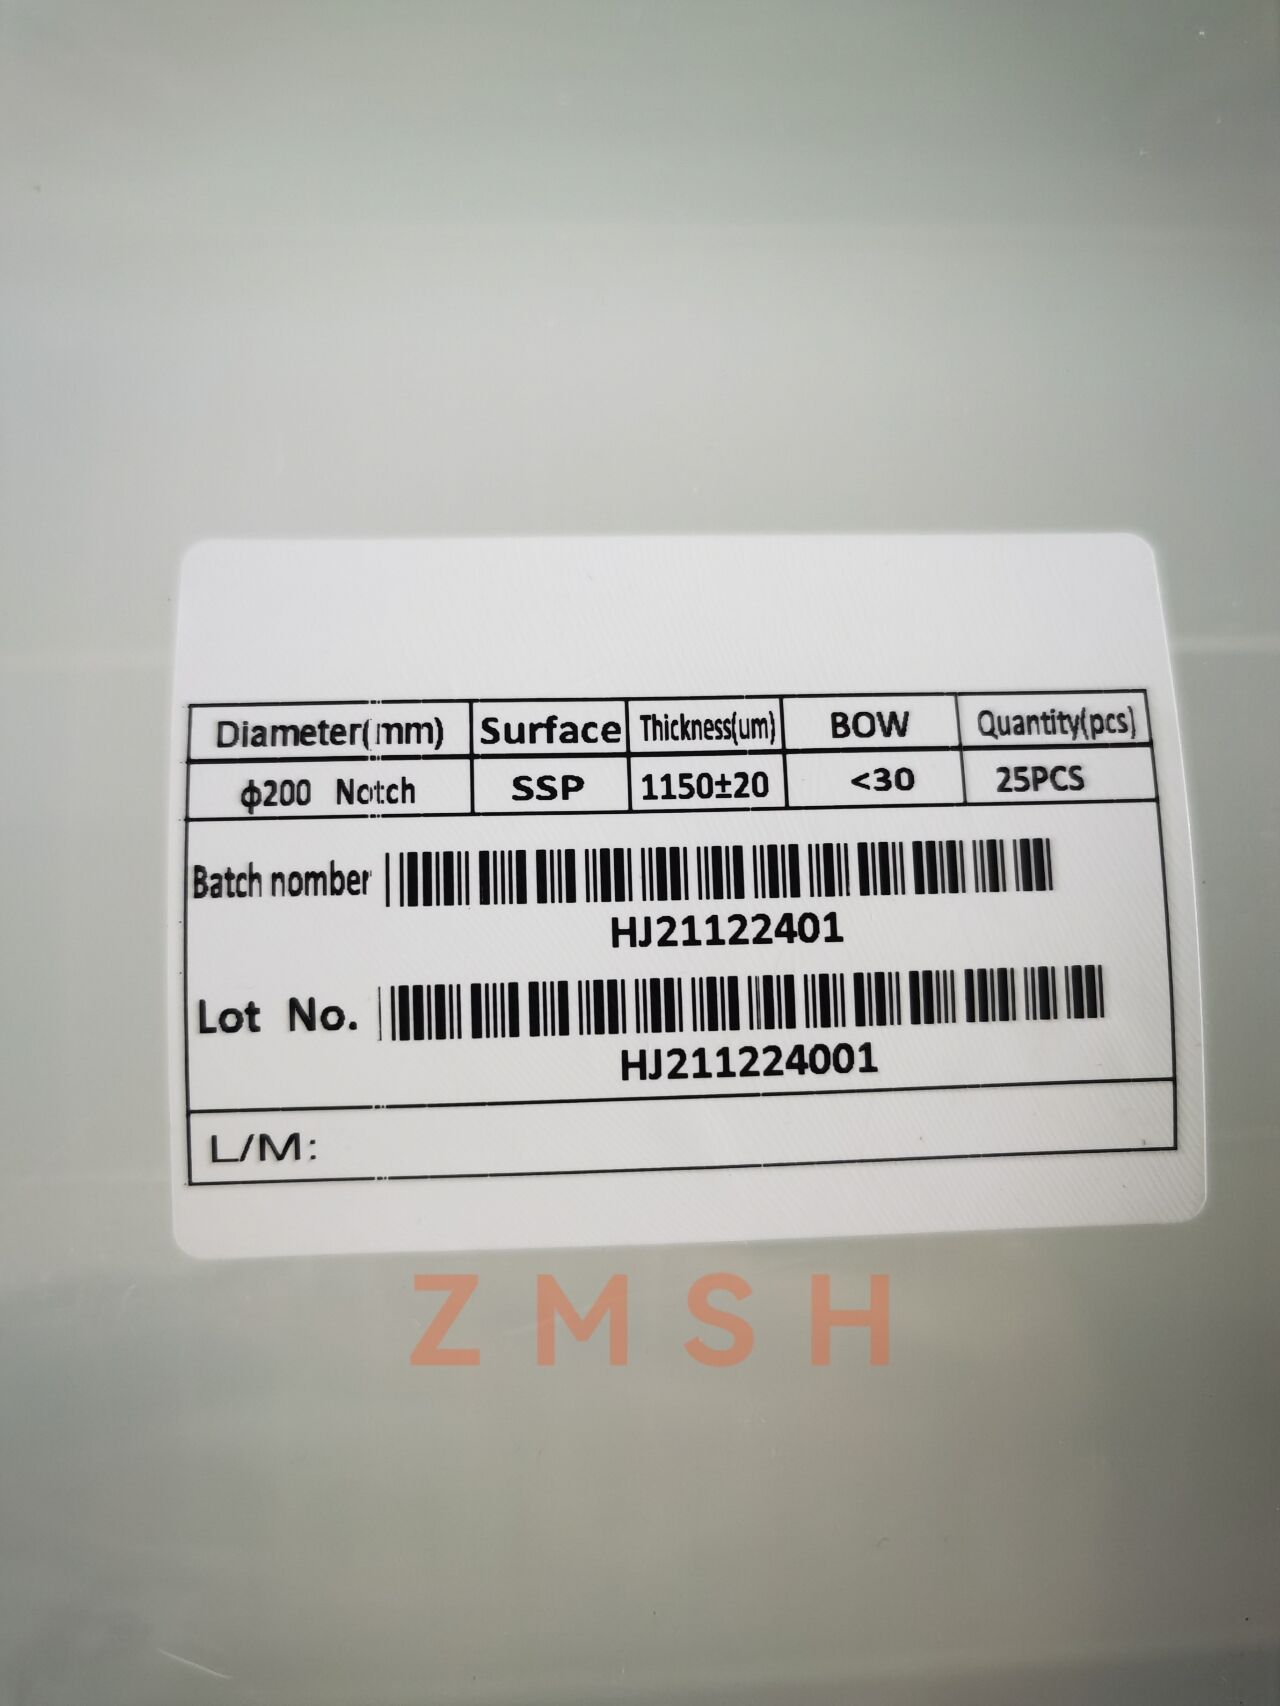 Diameter(mm) Surface Thickness(um) BOW Quantity(pcs)
ϕ200 Notch SSP 1150±20 <30 25PCS
Batch nomber
HJ21122401
Lot No.
HJ211224001
L/M:
ZMSH